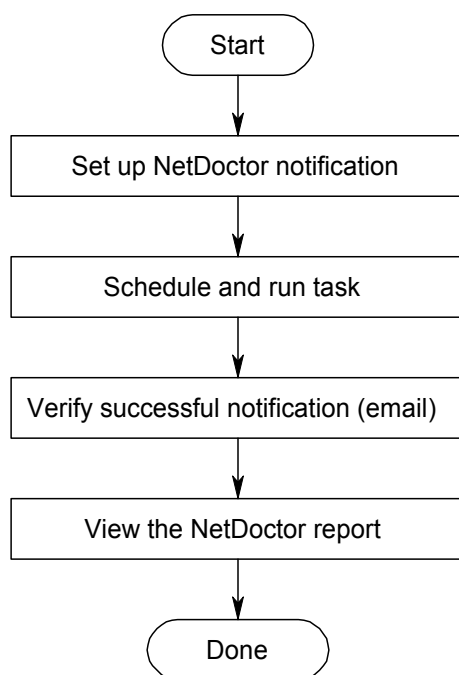 Start
Set up NetDoctor notification
Schedule and run task
Verify successful notification (email)
View the NetDoctor report
Done